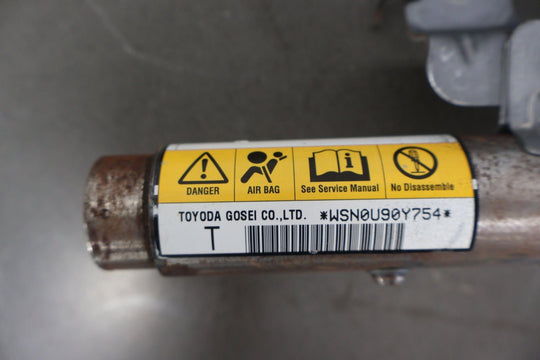 DANGER
AIR BAG
See Service Manual
No Disassemble
TOYODA GOSEI CO.,LTD. *WSN0U90Y754*
T